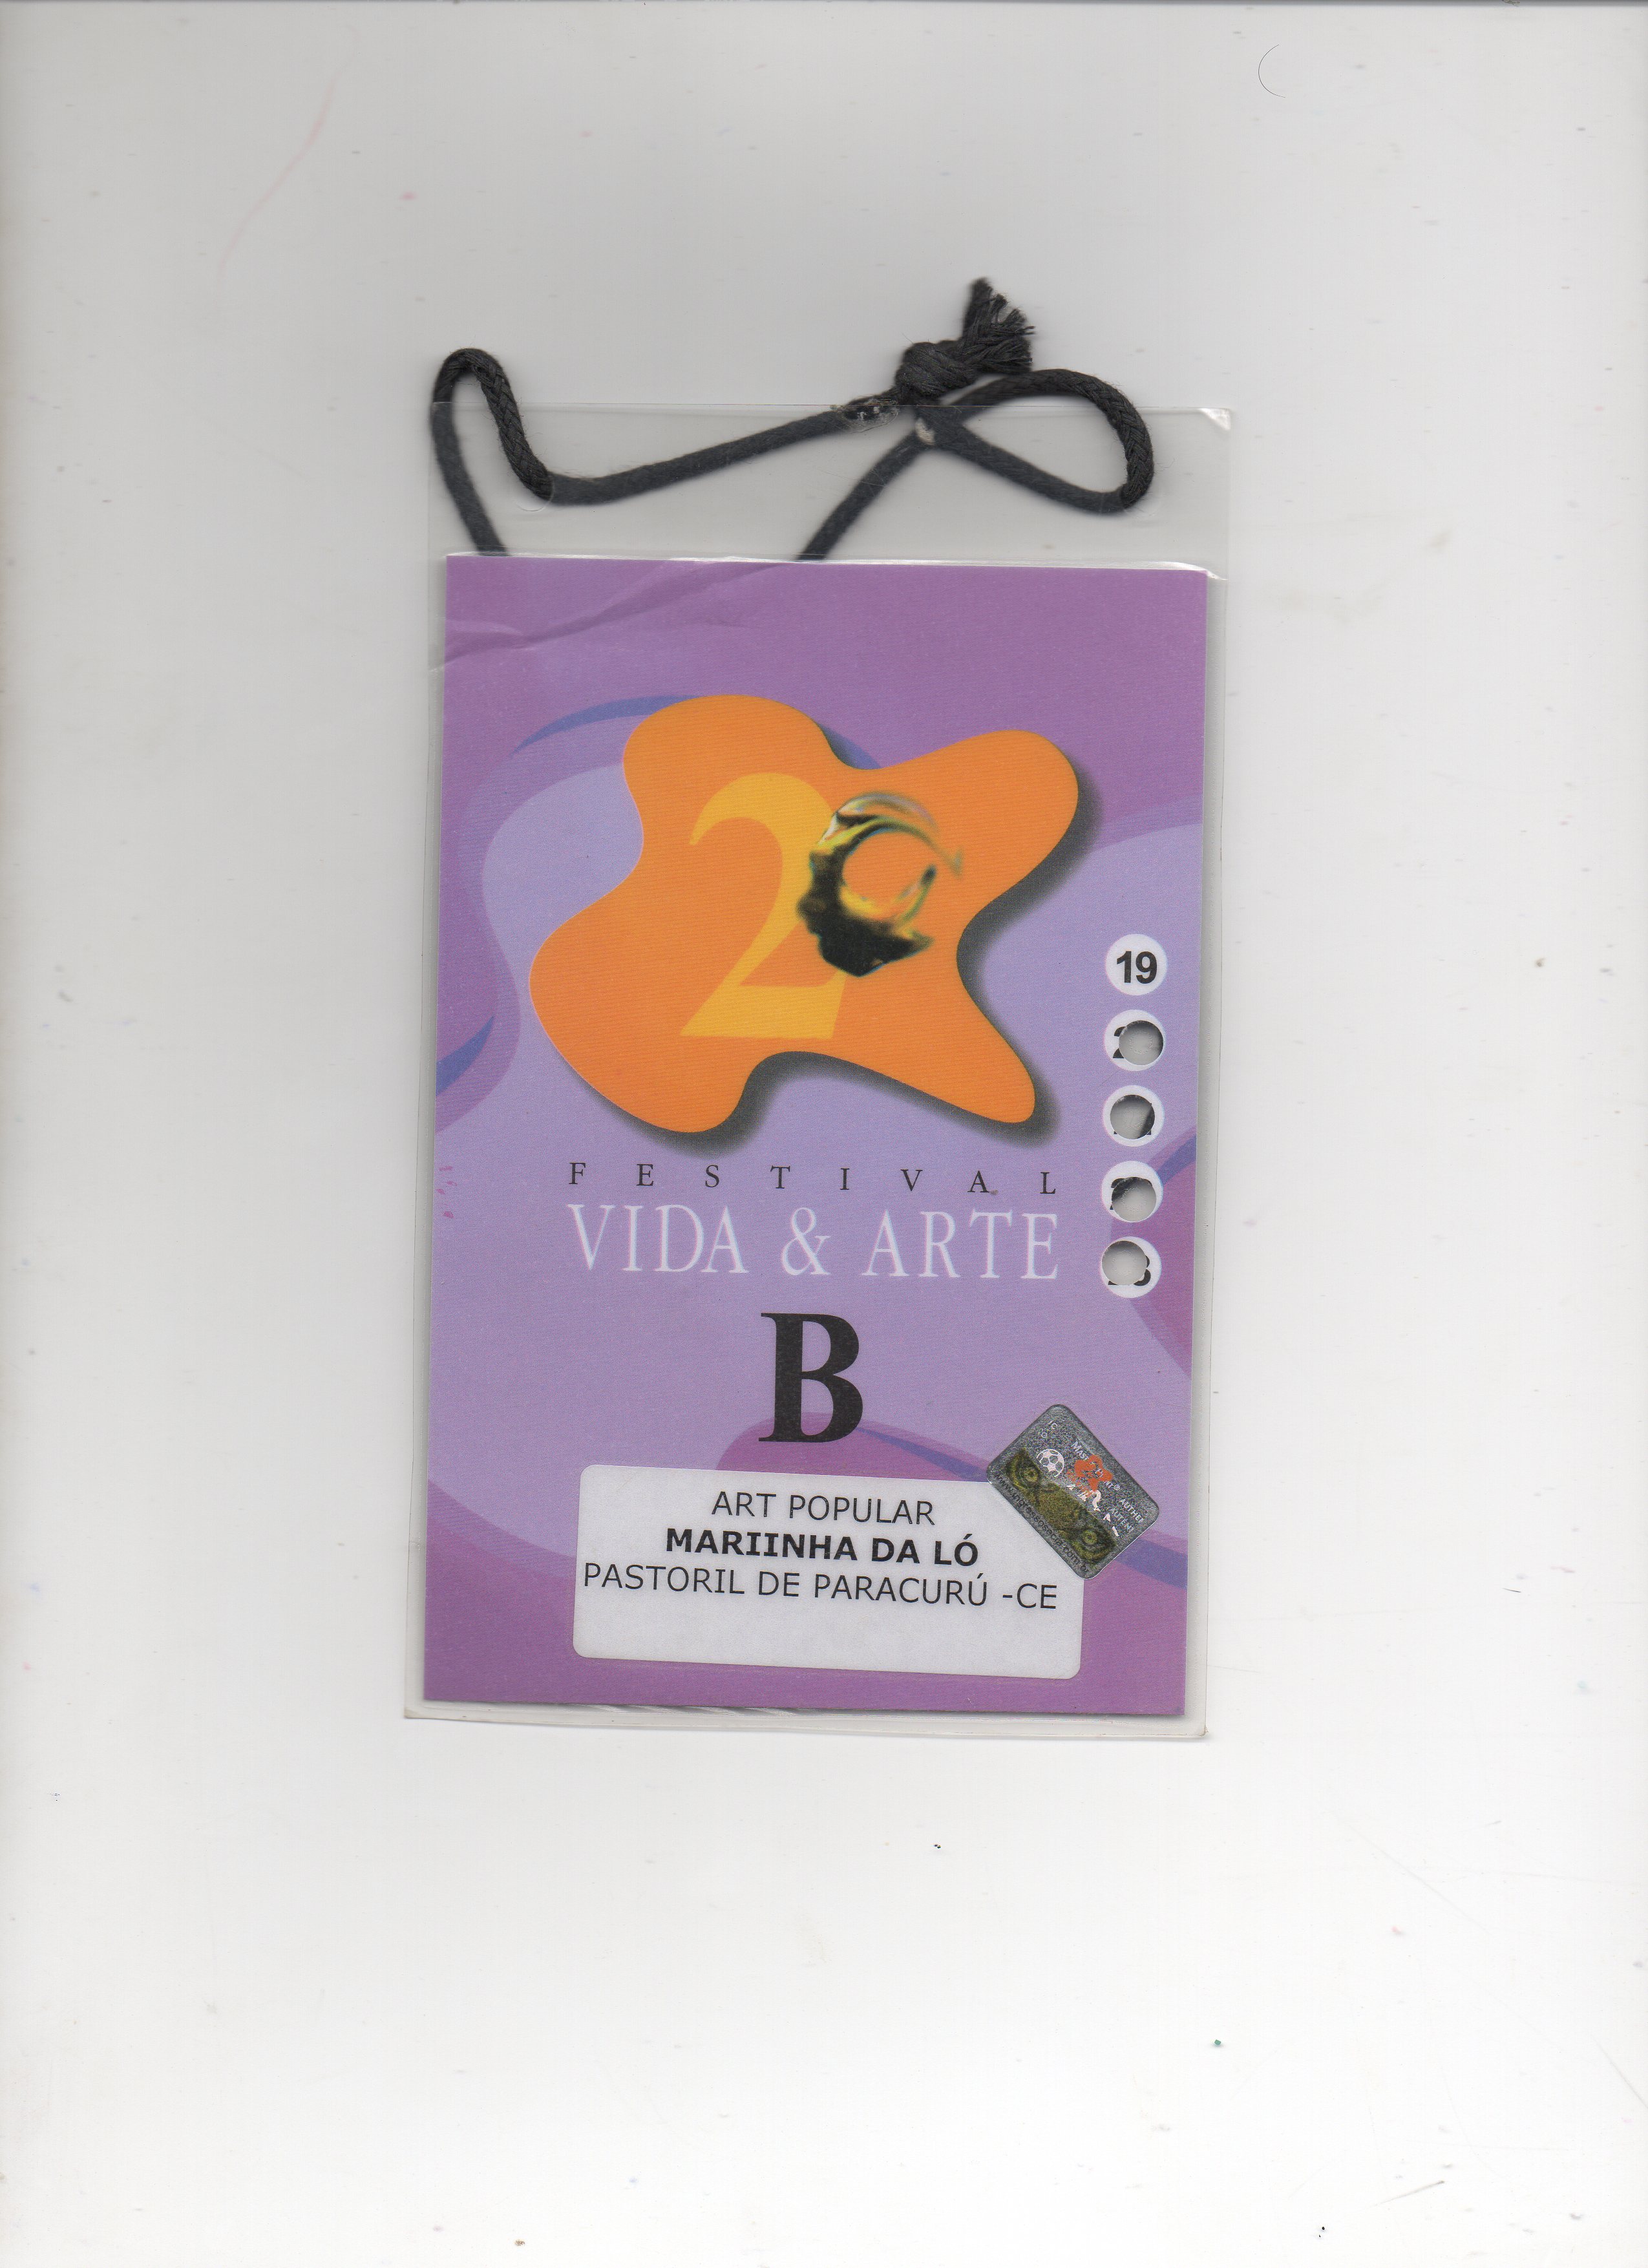 2
19
FESTIVAL
VIDA & ARTE
B
ART POPULAR
MARIINHA DA LÓ
PASTORIL DE PARACURÚ -CE